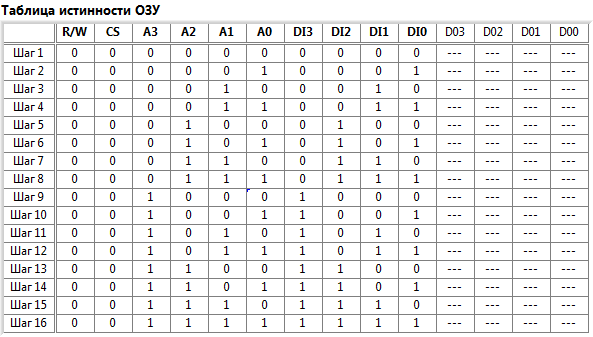 Таблица истинности ОЗУ
R/W CS A3 A2 A1 A0 DI3 DI2 DI1 DI0 D03 D02 D01 D00
Шаг 1 0 0 0 0 0 0 0 0 0 0 --- --- --- ---
Шаг 2 0 0 0 0 0 1 0 0 0 1 --- --- --- ---
Шаг 3 0 0 0 0 1 0 0 0 1 0 --- --- --- ---
Шаг 4 0 0 0 0 1 1 0 0 1 1 --- --- --- ---
Шаг 5 0 0 0 1 0 0 0 1 0 0 --- --- --- ---
Шаг 6 0 0 0 1 0 1 0 1 0 1 --- --- --- ---
Шаг 7 0 0 0 1 1 0 0 1 1 0 --- --- --- ---
Шаг 8 0 0 0 1 1 1 0 1 1 1 --- --- --- ---
Шаг 9 0 0 1 0 0 0 1 0 0 0 --- --- --- ---
Шаг 10 0 0 1 0 0 1 1 0 0 1 --- --- --- ---
Шаг 11 0 0 1 0 1 0 1 0 1 0 --- --- --- ---
Шаг 12 0 0 1 0 1 1 1 0 1 1 --- --- --- ---
Шаг 13 0 0 1 1 0 0 1 1 0 0 --- --- --- ---
Шаг 14 0 0 1 1 0 1 1 1 0 1 --- --- --- ---
Шаг 15 0 0 1 1 1 0 1 1 1 0 --- --- --- ---
Шаг 16 0 0 1 1 1 1 1 1 1 1 --- --- --- ---